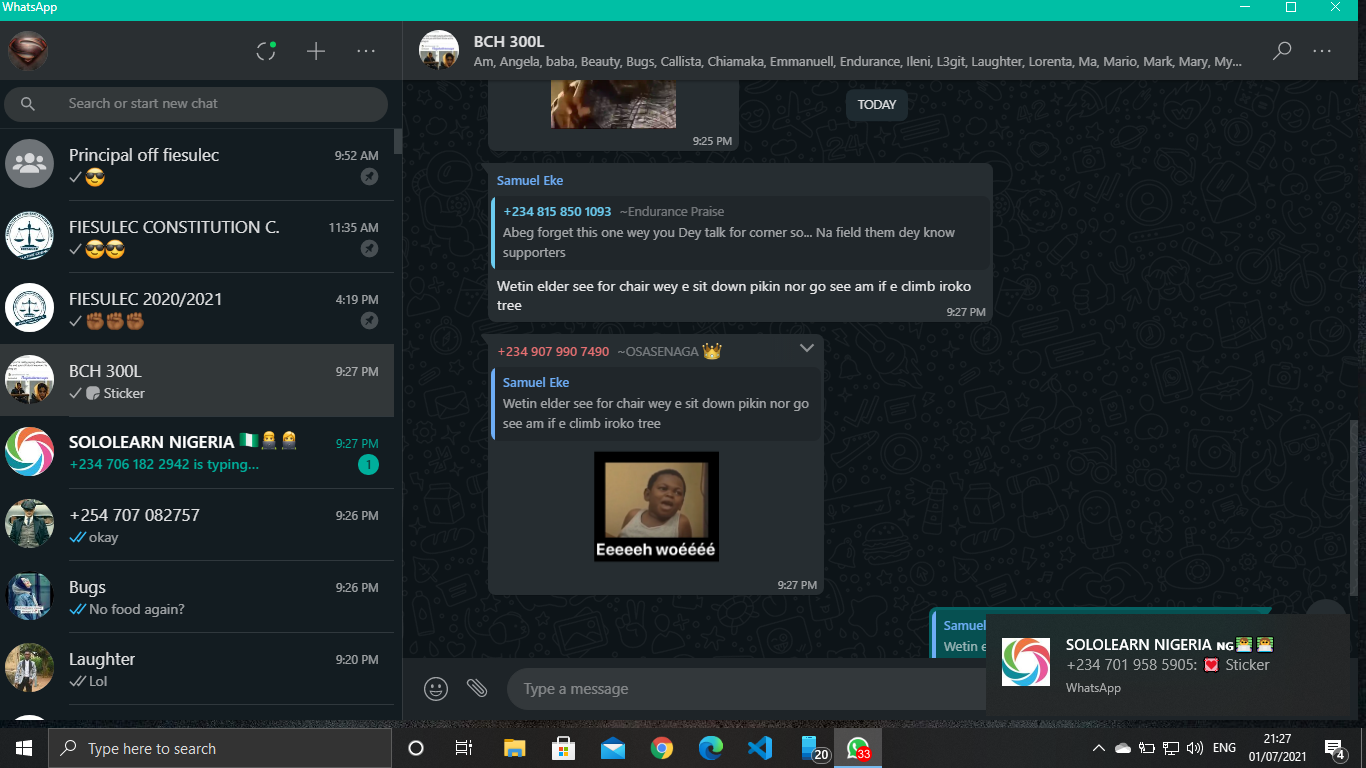 WhatsApp
Search or start new chat
Principal off fiesulec
9:52 AM
😎
FIESULEC CONSTITUTION C.
11:35 AM
😎😎
FIESULEC 2020/2021
4:19 PM
✊🏾✊🏾✊🏾
BCH 300L
9:27 PM
Sticker
SOLOLEARN NIGERIA 🇳🇬👨‍💻👩‍💻
9:27 PM
+234 706 182 2942 is typing...
1
+254 707 082757
9:26 PM
okay
Bugs
9:26 PM
No food again?
Laughter
9:20 PM
Lol
BCH 300L
Am, Angela, baba, Beauty, Bugs, Callista, Chiamaka, Emmanuell, Endurance, Ileni, L3git, Laughter, Lorenta, Ma, Mario, Mark, Mary, My...
TODAY
9:25 PM
Samuel Eke
+234 815 850 1093 ~Endurance Praise
Abeg forget this one wey you Dey talk for corner so... Na field them dey know
supporters
Wetin elder see for chair wey e sit down pikin nor go see am if e climb iroko
tree
9:27 PM
+234 907 990 7490 ~OSASENAGA 👑
Samuel Eke
Wetin elder see for chair wey e sit down pikin nor go
see am if e climb iroko tree
Eeeeeh woéééé
9:27 PM
Samuel
Wetin e
Type a message
SOLOLEARN NIGERIA ɴɢ👨‍💻👨‍💻
+234 701 958 5905: 💟 Sticker
WhatsApp
Type here to search
20
33
ENG
21:27
01/07/2021
4